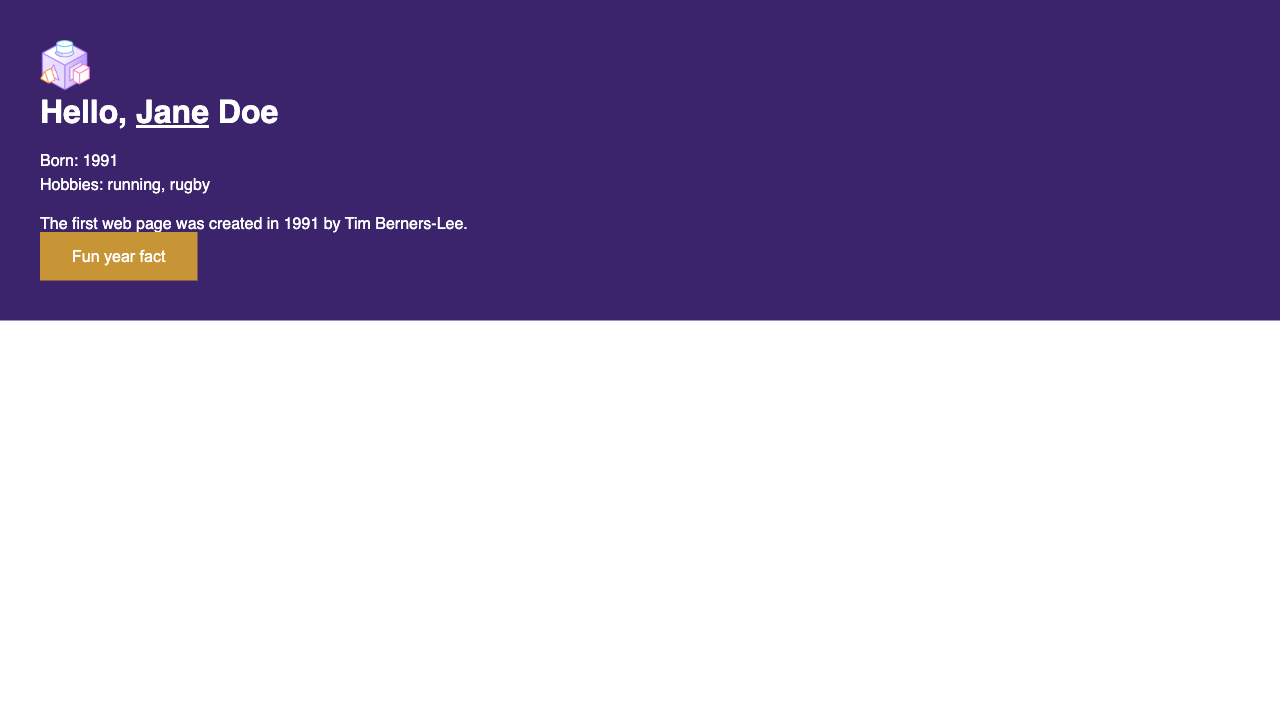 Hello, Jane Doe
Born: 1991
Hobbies: running, rugby
The first web page was created in 1991 by Tim Berners-Lee.
Fun year fact